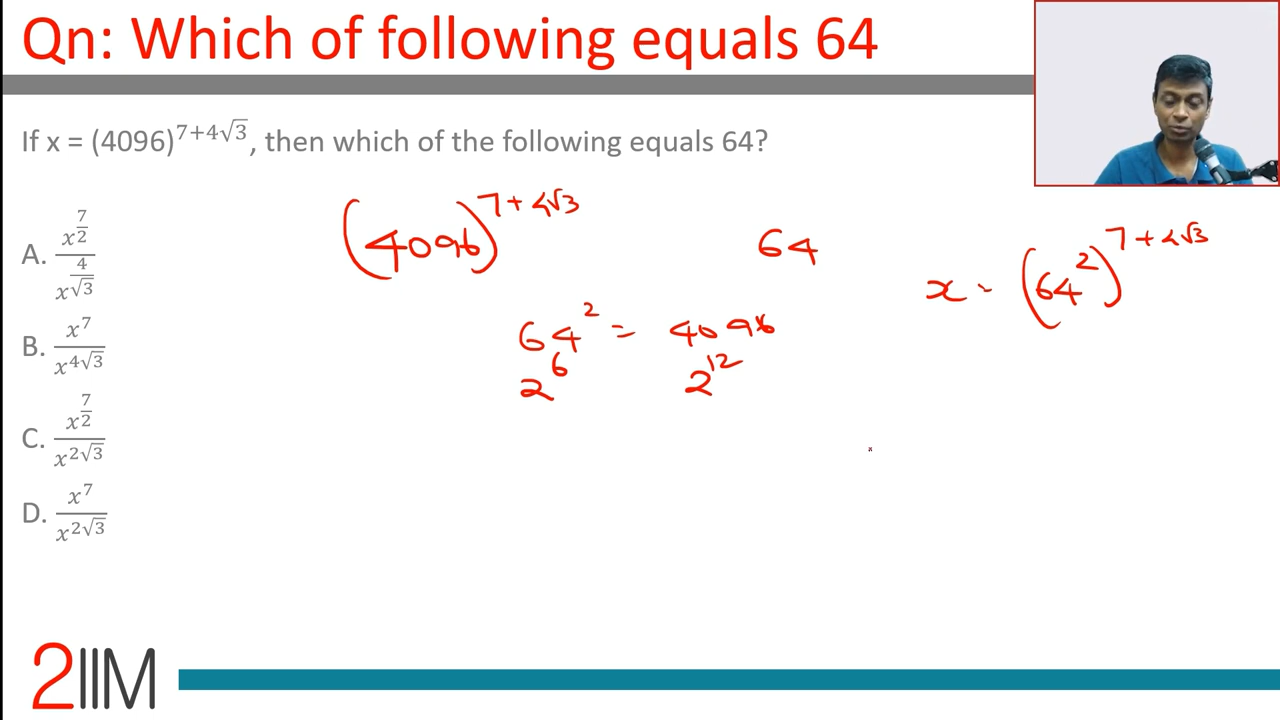 Qn: Which of following equals 64
If x = (4096)^{7+4√3}, then which of the following equals 64?
(4096)^{7+4√3}
64
x = (64^2)^{7+4√3}
64^2 = 4096
2^6 2^{12}
A. x^{7/2} / x^{4/√3}
B. x^7 / x^{4√3}
C. x^{7/2} / x^{2√3}
D. x^7 / x^{2√3}
2IIM